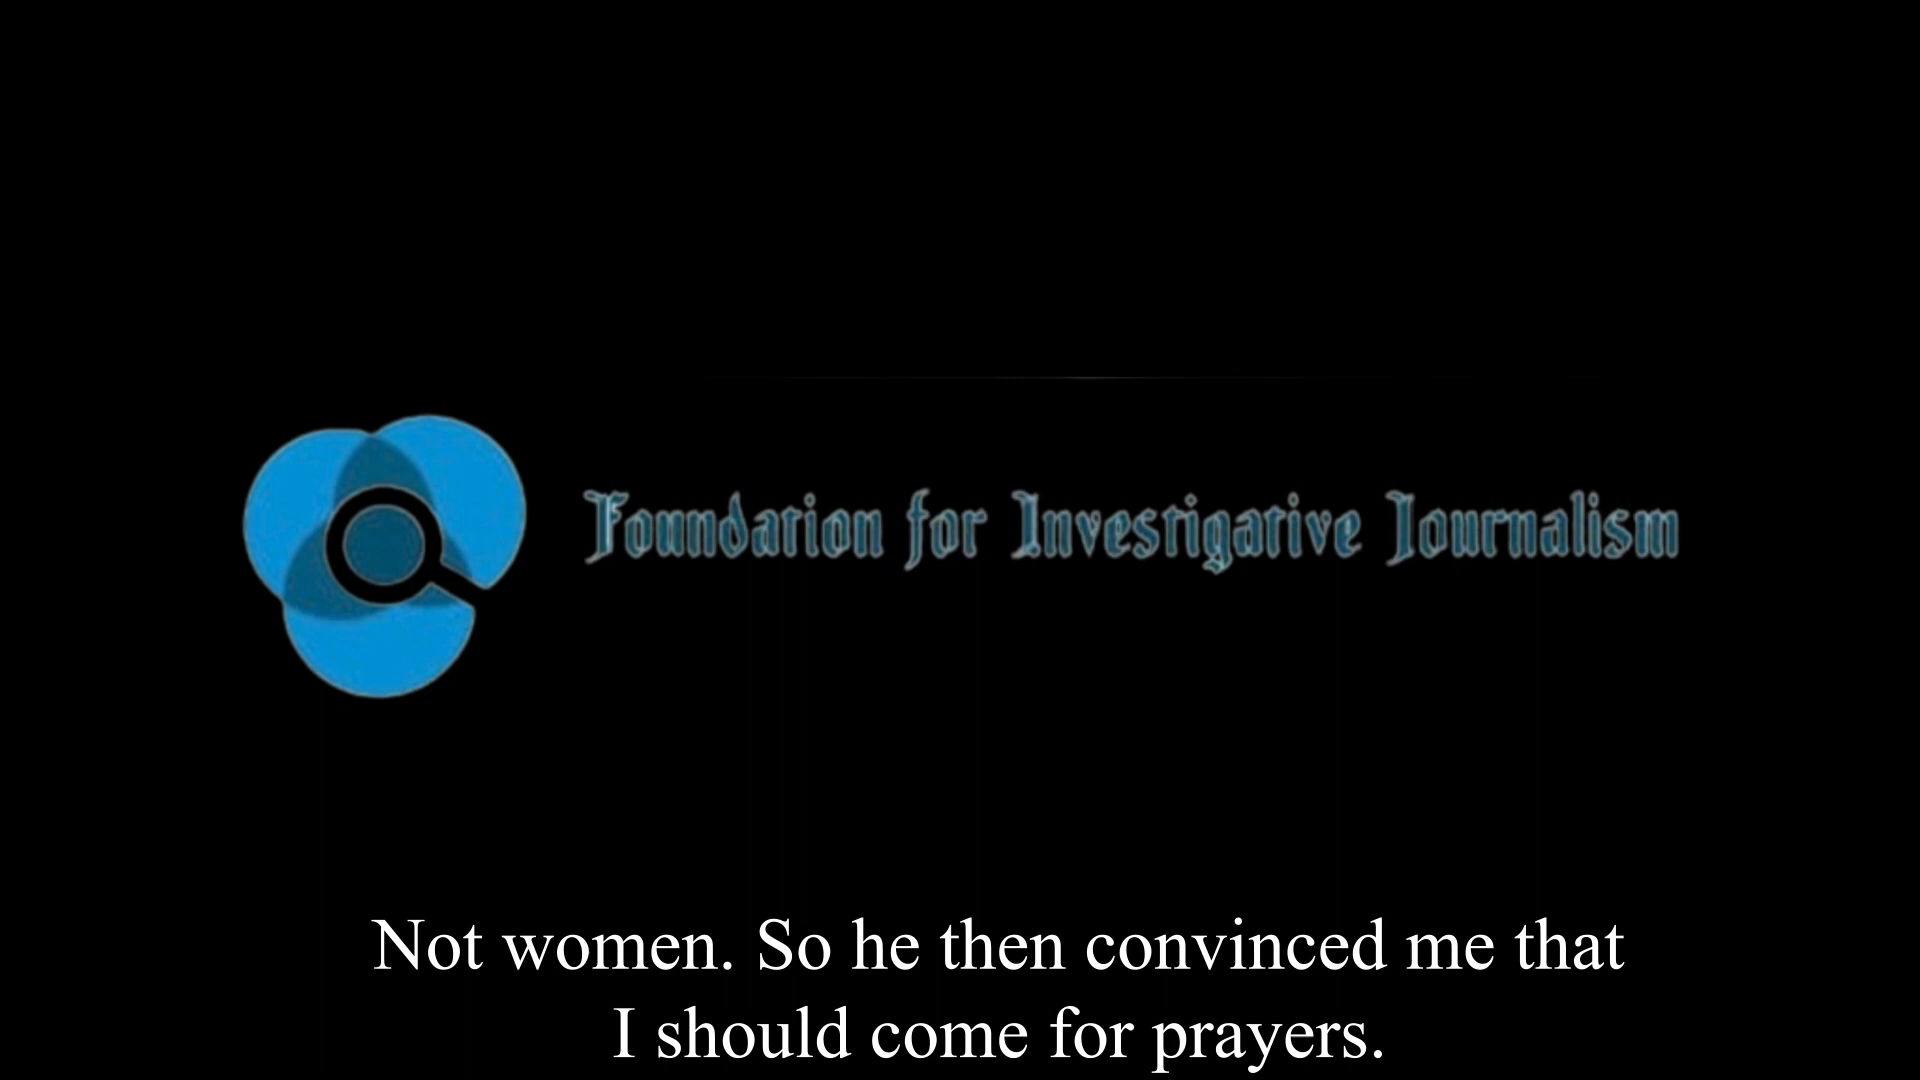 Foundation for Investigative Journalism
Not women. So he then convinced me that
I should come for prayers.